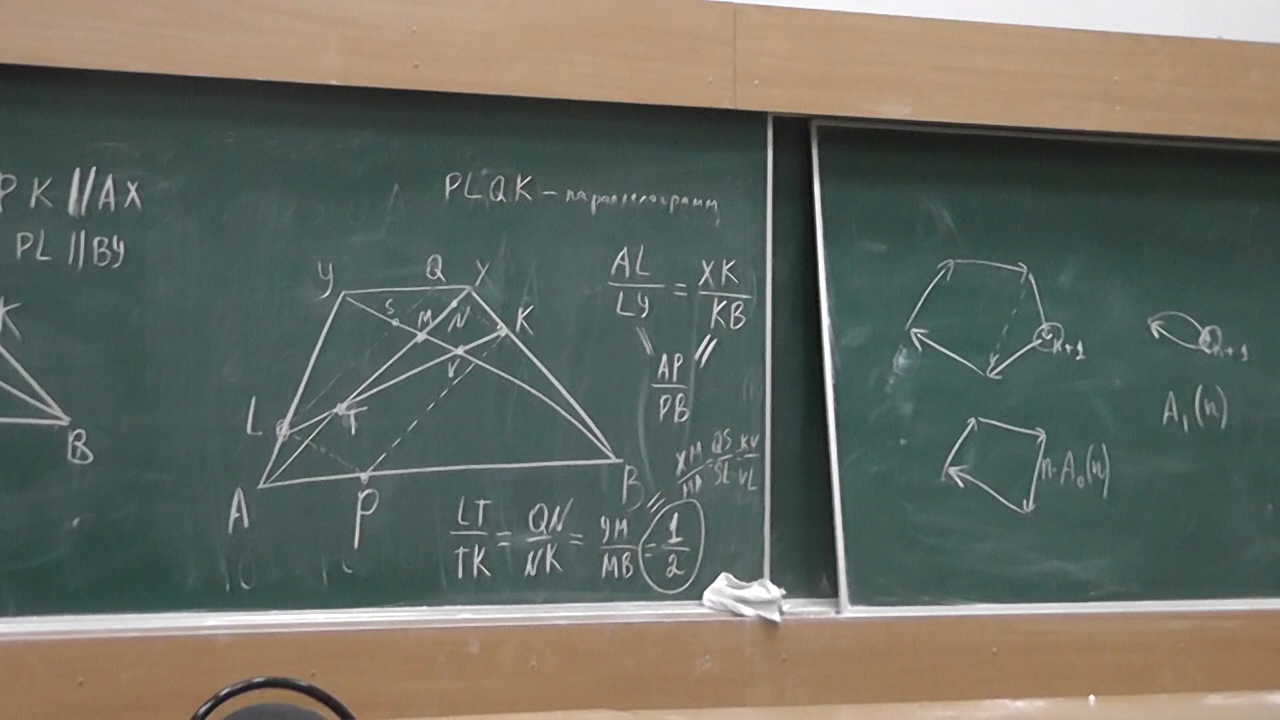 PK || AX
PL || BY
K
B
PLQK – параллелограмм
Y Q X
S M N K
V
L T
A P B
AL/LY = XK/KB
AP/PB
XM/MA = QS/SL = KV/VL
LT/TK = QN/NK = YM/MB = 1/2
n+1
n+1
A₁(n)
n·A₀(n)